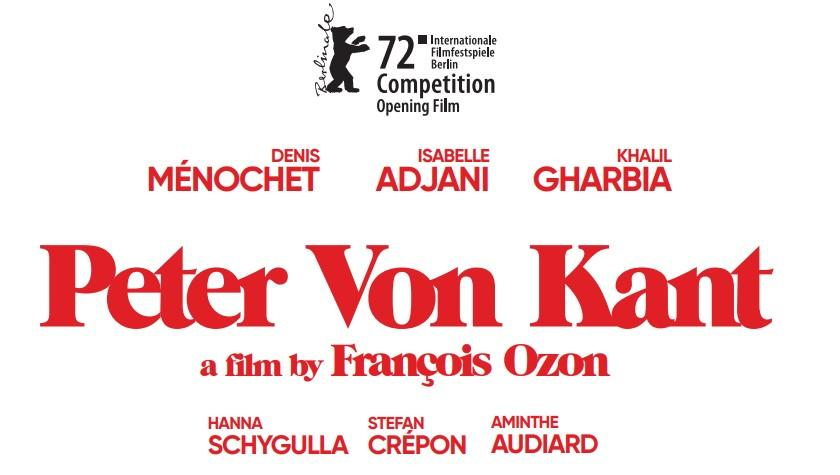 Berlinale
72 Internationale
Filmfestspiele
Berlin
Competition
Opening Film
DENIS MÉNOCHET
ISABELLE ADJANI
KHALIL GHARBIA
Peter Von Kant
a film by François Ozon
HANNA SCHYGULLA
STEFAN CRÉPON
AMINTHE AUDIARD